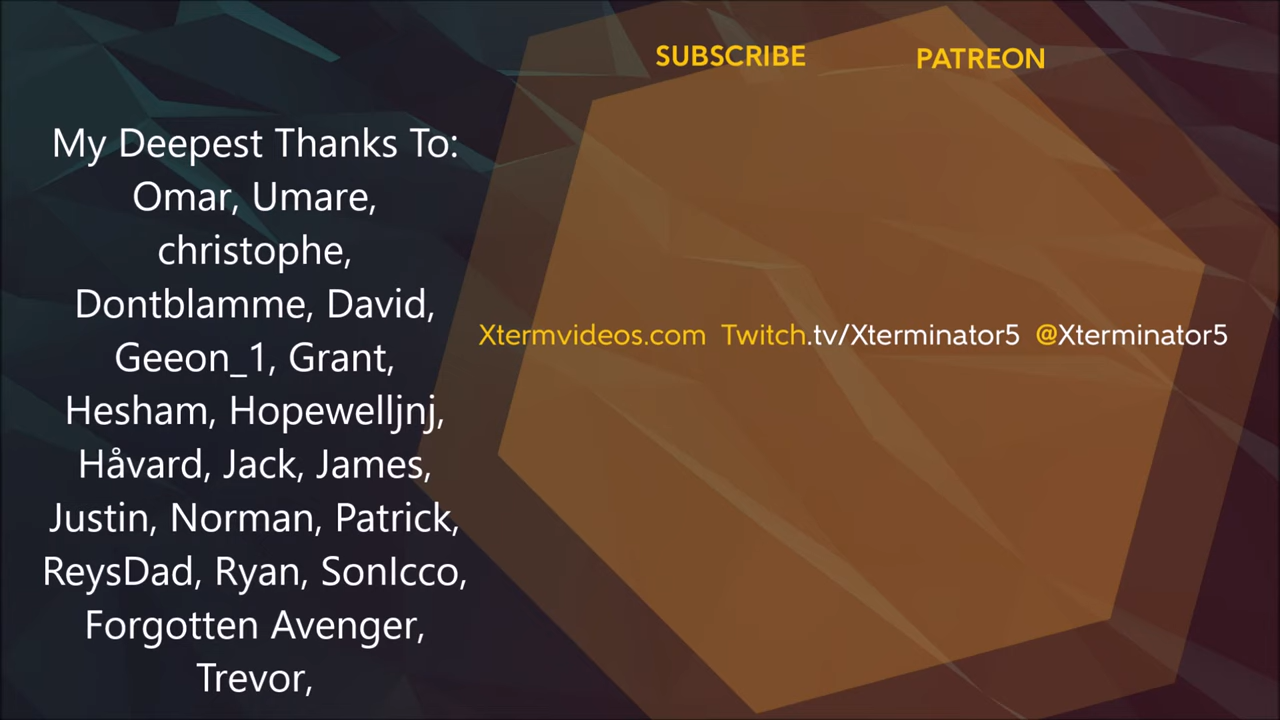 SUBSCRIBE
PATREON
My Deepest Thanks To:
Omar, Umare,
christophe,
Dontblamme, David,
Geeon_1, Grant,
Hesham, Hopewelljnj,
Håvard, Jack, James,
Justin, Norman, Patrick,
ReysDad, Ryan, SonIcco,
Forgotten Avenger,
Trevor,
Xtermvideos.com Twitch.tv/Xterminator5 @Xterminator5